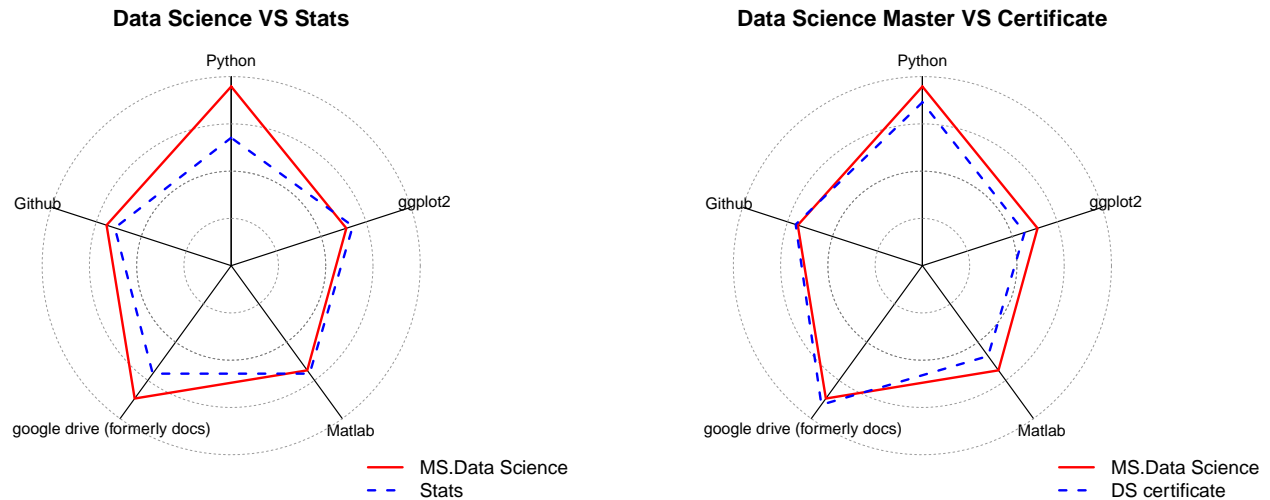 Data Science VS Stats
Python
ggplot2
Github
google drive (formerly docs)
Matlab
MS.Data Science
Stats
Data Science Master VS Certificate
Python
ggplot2
Github
google drive (formerly docs)
Matlab
MS.Data Science
DS certificate